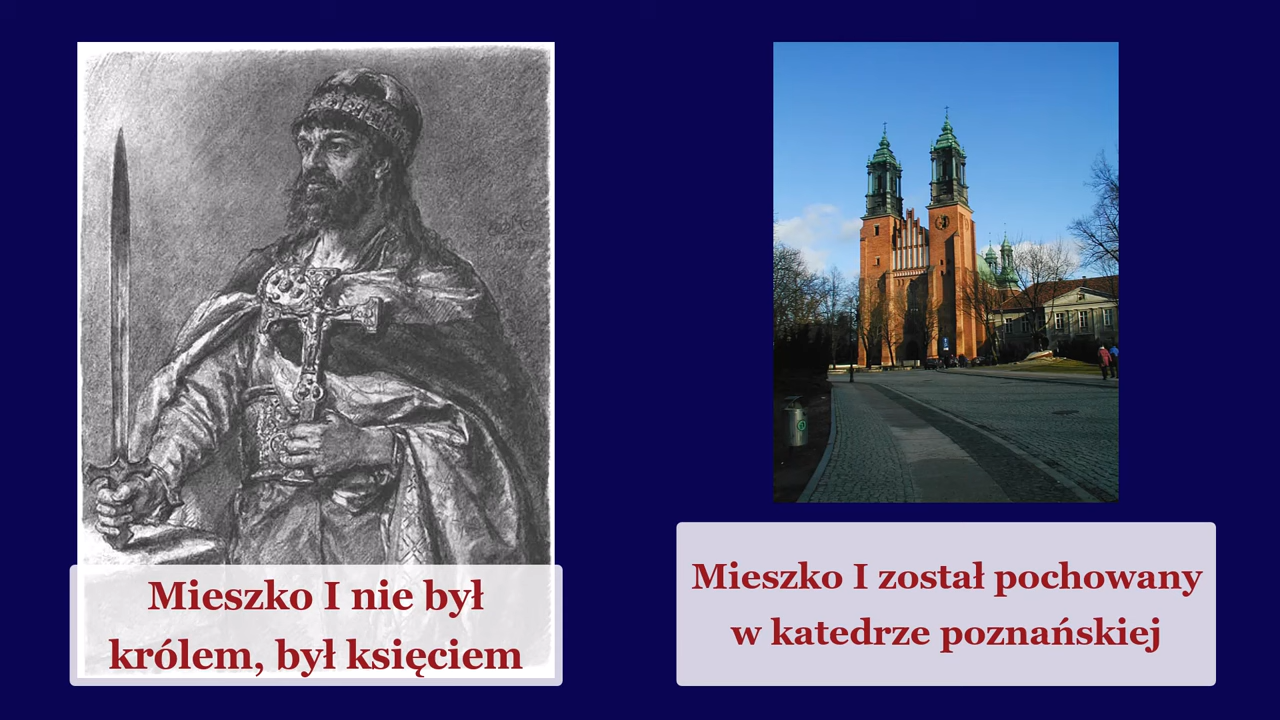 Mieszko I nie był
królem, był księciem
Mieszko I został pochowany
w katedrze poznańskiej